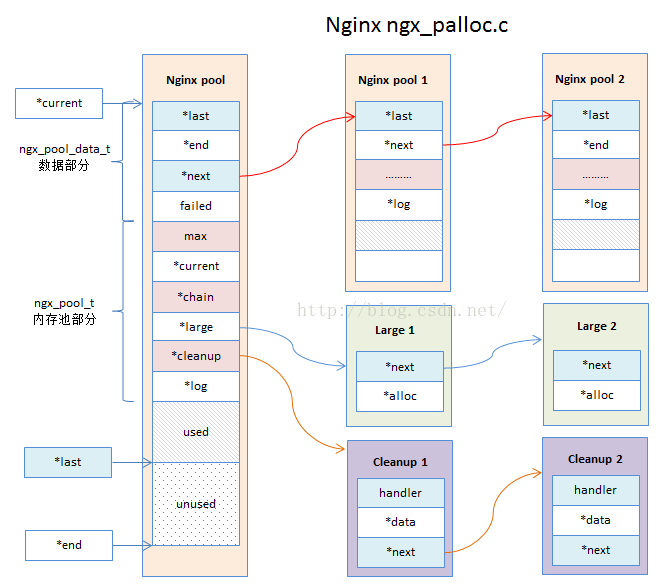 Nginx ngx_palloc.c
*current
ngx_pool_data_t
数据部分
ngx_pool_t
内存池部分
*last
*end
Nginx pool
*last
*end
*next
failed
max
*current
*chain
*large
*cleanup
*log
used
unused
Nginx pool 1
*last
*next
.........
*log
Nginx pool 2
*last
*end
.........
*log
http://blog.csdn.net/
Large 1
*next
*alloc
Large 2
*next
*alloc
Cleanup 1
handler
*data
*next
Cleanup 2
handler
*data
*next